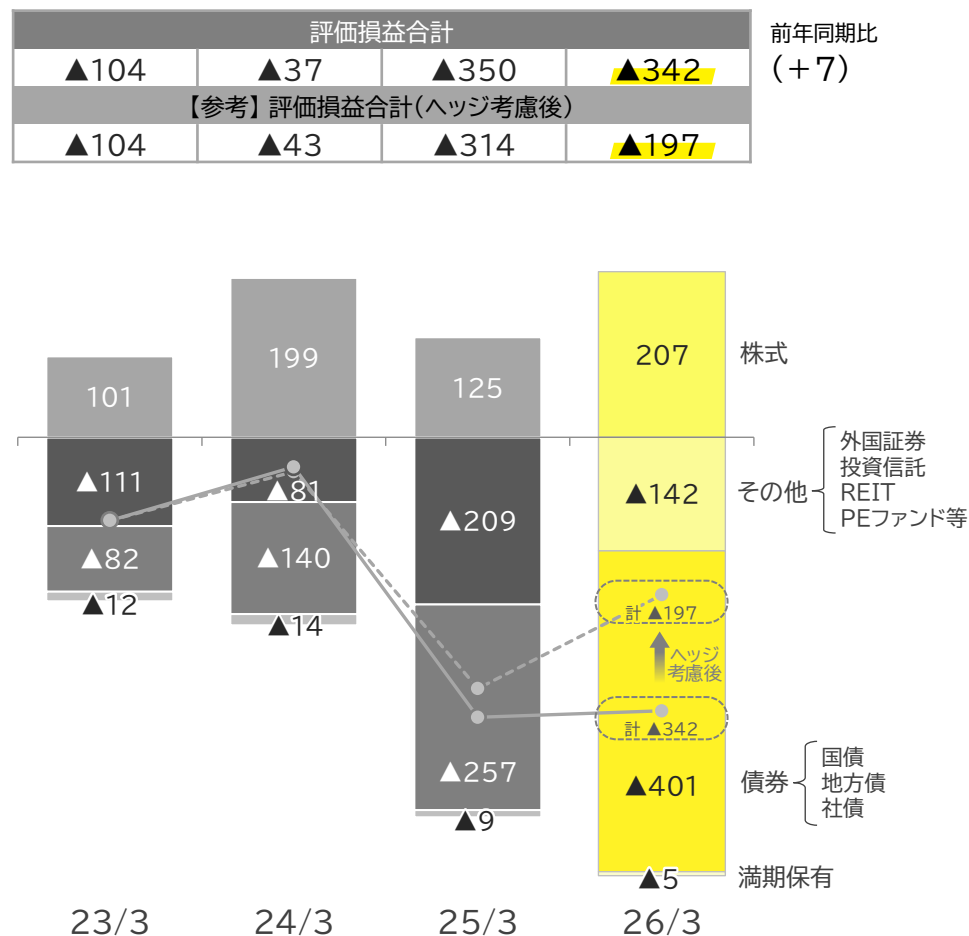 評価損益合計
▲104 ▲37 ▲350 ▲342
【参考】評価損益合計(ヘッジ考慮後)
▲104 ▲43 ▲314 ▲197
前年同期比
(＋7)
101
199
125
207
株式
▲111
▲81
▲209
▲142
その他
外国証券
投資信託
REIT
PEファンド等
▲82
▲140
▲257
計 ▲197
ヘッジ
考慮後
計 ▲342
▲401
債券
国債
地方債
社債
▲12
▲14
▲9
▲5
満期保有
23/3 24/3 25/3 26/3